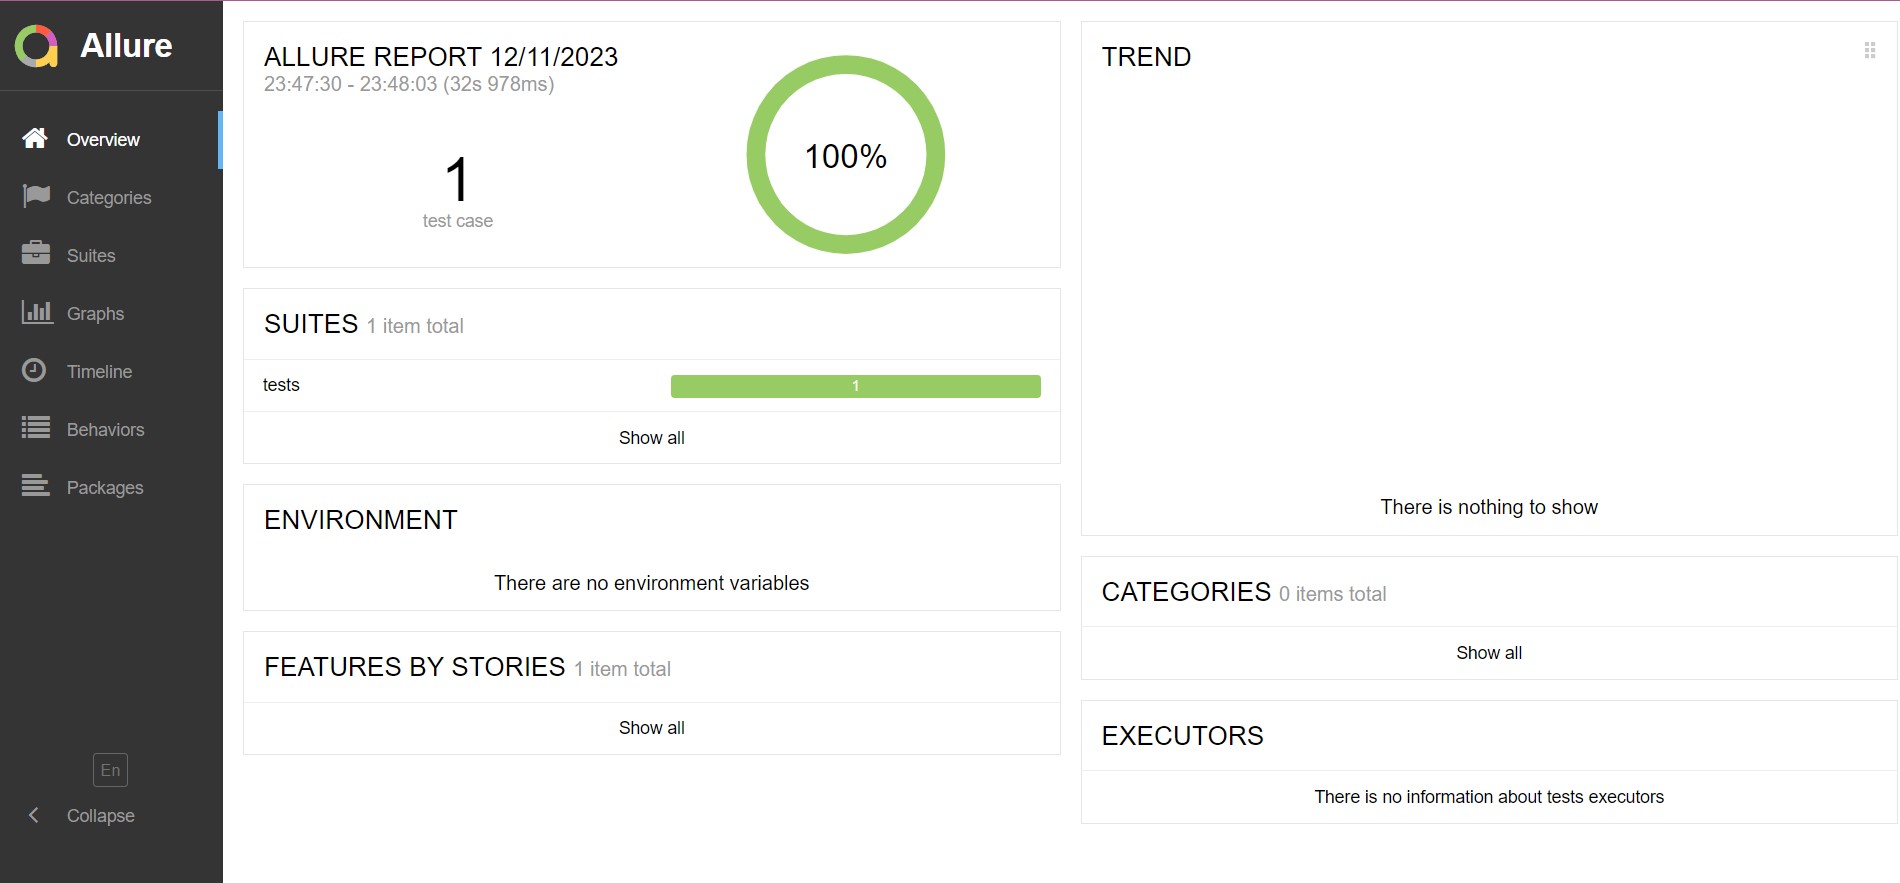 Allure
Overview
Categories
Suites
Graphs
Timeline
Behaviors
Packages
En
Collapse
ALLURE REPORT 12/11/2023
23:47:30 - 23:48:03 (32s 978ms)
1
test case
100%
SUITES 1 item total
tests 1
Show all
ENVIRONMENT
There are no environment variables
FEATURES BY STORIES 1 item total
Show all
TREND
There is nothing to show
CATEGORIES 0 items total
Show all
EXECUTORS
There is no information about tests executors